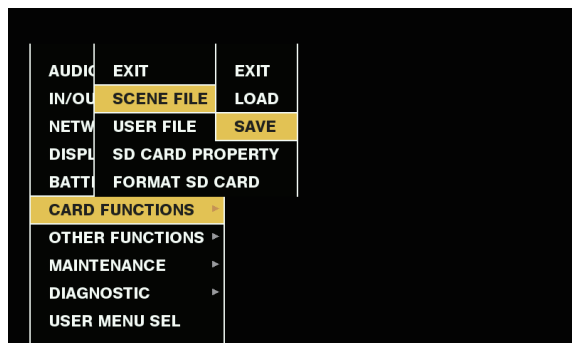 AUDIO EXIT EXIT
IN/OU SCENE FILE LOAD
NETW USER FILE SAVE
DISPL SD CARD PROPERTY
BATT FORMAT SD CARD
CARD FUNCTIONS
OTHER FUNCTIONS
MAINTENANCE
DIAGNOSTIC
USER MENU SEL